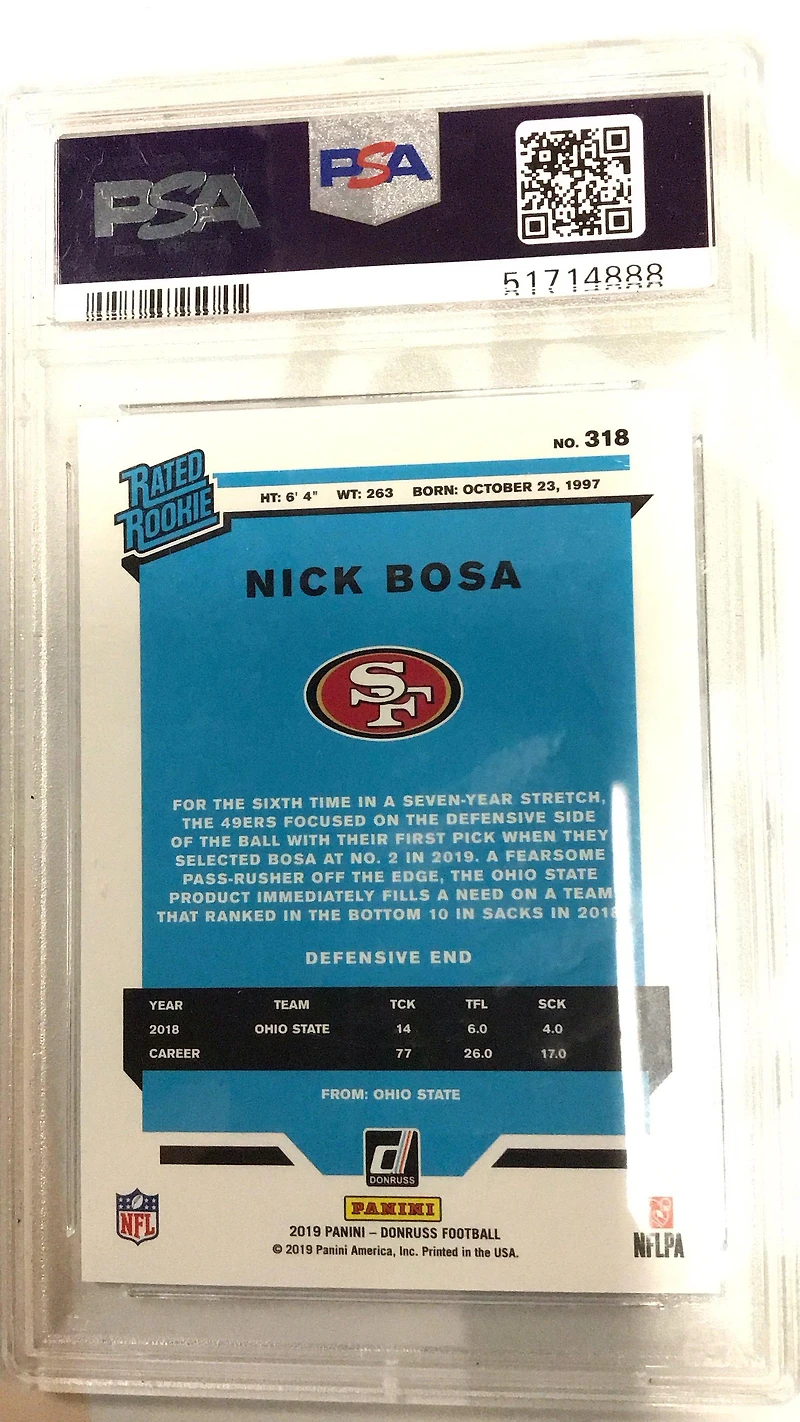 PSA
PSA
51714888
NO. 318
RATED
ROOKIE
HT: 6' 4" WT: 263 BORN: OCTOBER 23, 1997
NICK BOSA
SF
FOR THE SIXTH TIME IN A SEVEN-YEAR STRETCH,
THE 49ERS FOCUSED ON THE DEFENSIVE SIDE
OF THE BALL WITH THEIR FIRST PICK WHEN THEY
SELECTED BOSA AT NO. 2 IN 2019. A FEARSOME
PASS-RUSHER OFF THE EDGE, THE OHIO STATE
PRODUCT IMMEDIATELY FILLS A NEED ON A TEAM
THAT RANKED IN THE BOTTOM 10 IN SACKS IN 2018
DEFENSIVE END
YEAR TEAM TCK TFL SCK
2018 OHIO STATE 14 6.0 4.0
CAREER 77 26.0 17.0
FROM: OHIO STATE
d
DONRUSS
NFL
PANINI
2019 PANINI – DONRUSS FOOTBALL
© 2019 Panini America, Inc. Printed in the USA.
NFLPA